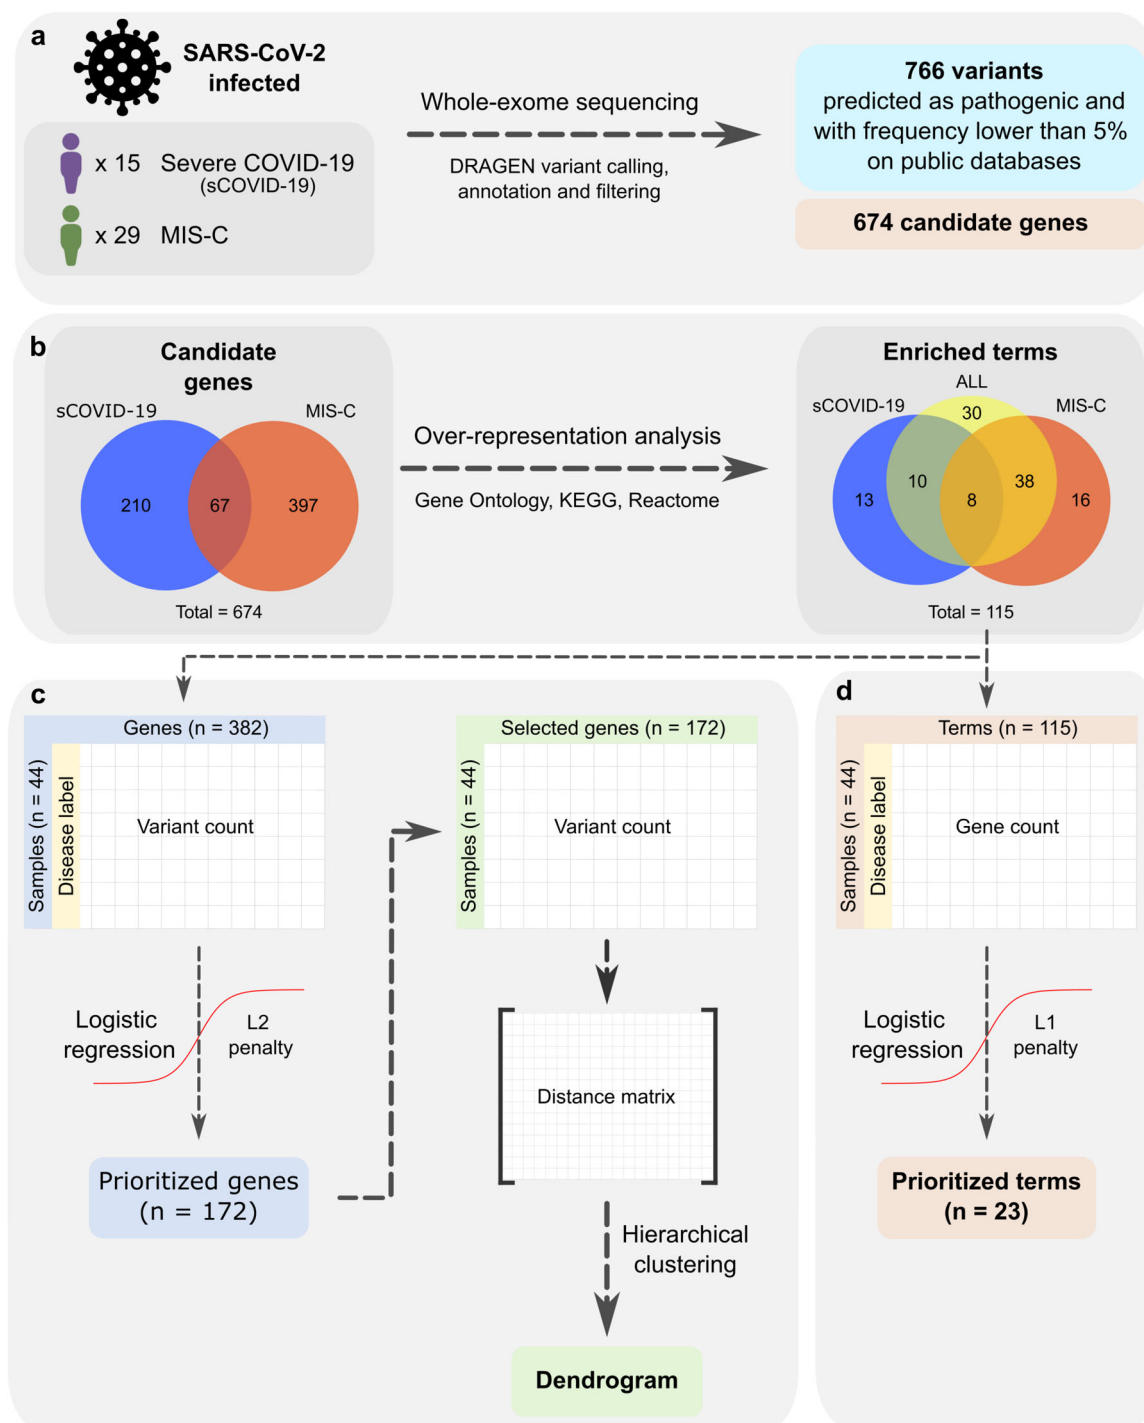 a
SARS-CoV-2
infected
x 15 Severe COVID-19
(sCOVID-19)
x 29 MIS-C
Whole-exome sequencing
DRAGEN variant calling,
annotation and filtering
766 variants
predicted as pathogenic and
with frequency lower than 5%
on public databases
674 candidate genes
b
Candidate
genes
sCOVID-19
MIS-C
210
67
397
Total = 674
Over-representation analysis
Gene Ontology, KEGG, Reactome
Enriched terms
ALL
sCOVID-19
MIS-C
30
10
38
13
8
16
Total = 115
c
Genes (n = 382)
Samples (n = 44)
Disease label
Variant count
Logistic
regression
L2
penalty
Prioritized genes
(n = 172)
Selected genes (n = 172)
Samples (n = 44)
Variant count
Distance matrix
Hierarchical
clustering
Dendrogram
d
Terms (n = 115)
Samples (n = 44)
Disease label
Gene count
Logistic
regression
L1
penalty
Prioritized terms
(n = 23)